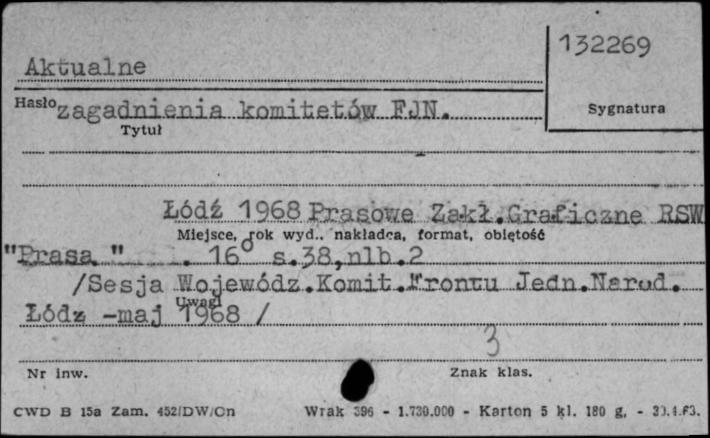 132269
Aktualne
Hasło zagadnienia komitetów FJN.
Sygnatura
Tytuł
Łódź 1968 Prasowe Zakł.Graficzne RSW
Miejsce, rok wyd., nakładca, format, objętość
"Prasa " . 16° s.38,nlb.2
/Sesja Wojewódz.Komit.Frontu Jedn.Narod.
Uwagi
Łódź -maj 1968 /
3
Nr inw.
Znak klas.
CWD B 15a Zam. 452/DW/Cn Wrak 396 - 1.730.000 - Karton 5 kl. 180 g, - 30.4.63.